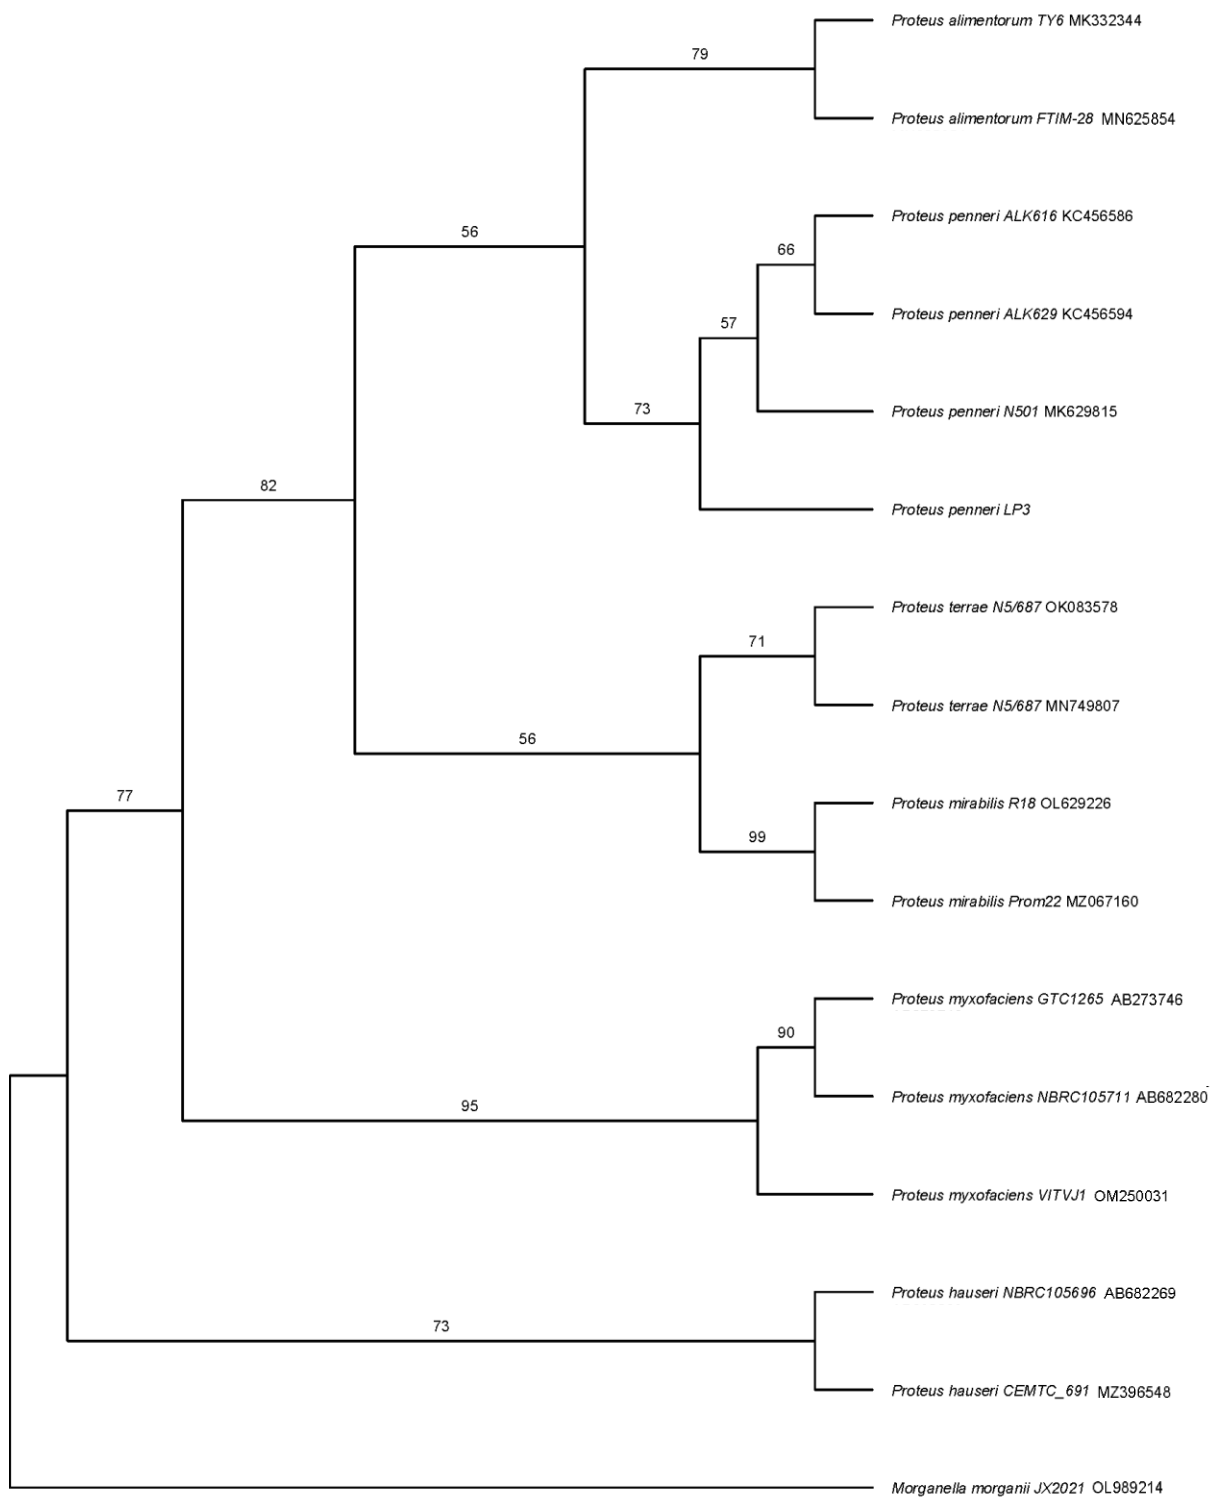 Proteus alimentorum TY6 MK332344
79
Proteus alimentorum FTIM-28 MN625854
Proteus penneri ALK616 KC456586
56
66
Proteus penneri ALK629 KC456594
57
Proteus penneri N501 MK629815
73
82
Proteus penneri LP3
Proteus terrae N5/687 OK083578
71
Proteus terrae N5/687 MN749807
56
77
Proteus mirabilis R18 OL629226
99
Proteus mirabilis Prom22 MZ067160
Proteus myxofaciens GTC1265 AB273746
90
Proteus myxofaciens NBRC105711 AB682280
95
Proteus myxofaciens VITVJ1 OM250031
Proteus hauseri NBRC105696 AB682269
73
Proteus hauseri CEMTC_691 MZ396548
Morganella morganii JX2021 OL989214